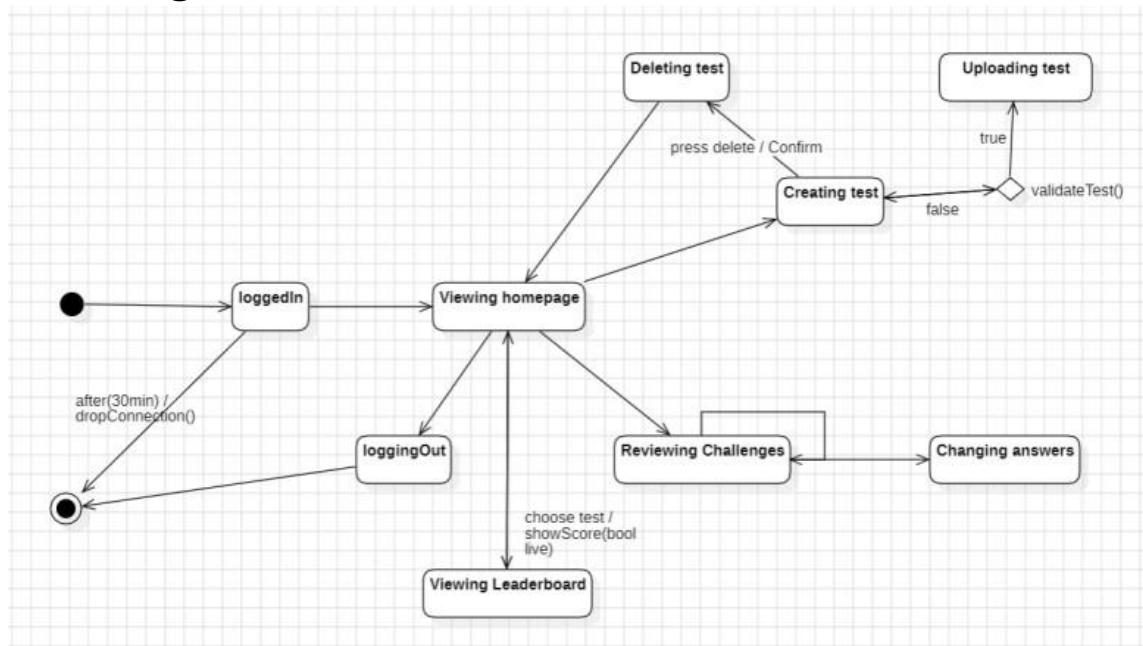 Deleting test
Uploading test
true
press delete / Confirm
Creating test
validateTest()
false
loggedIn
Viewing homepage
after(30min) /
dropConnection()
loggingOut
Reviewing Challenges
Changing answers
choose test /
showScore(bool
live)
Viewing Leaderboard